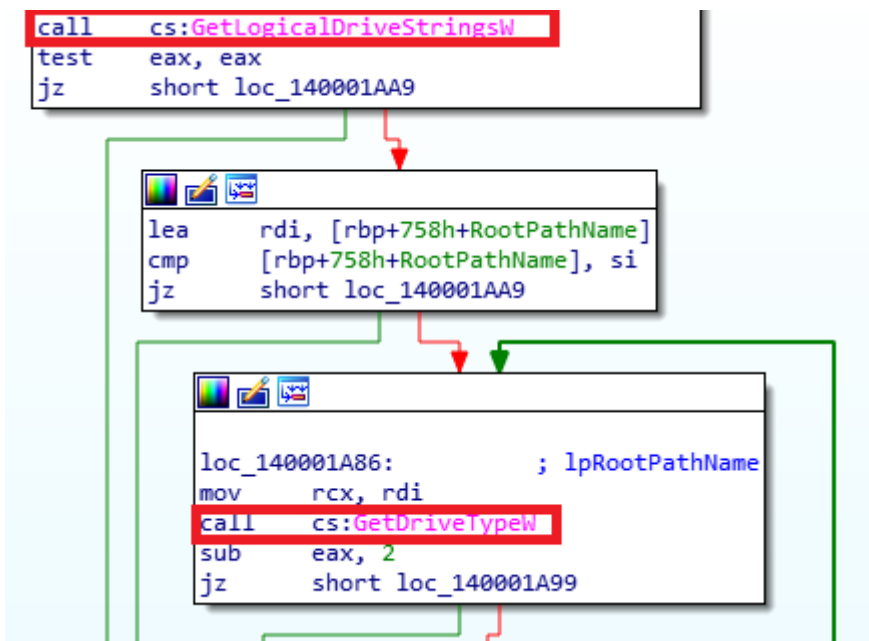 call cs:GetLogicalDriveStringsW
test eax, eax
jz short loc_140001AA9
lea rdi, [rbp+758h+RootPathName]
cmp [rbp+758h+RootPathName], si
jz short loc_140001AA9
loc_140001A86: ; lpRootPathName
mov rcx, rdi
call cs:GetDriveTypeW
sub eax, 2
jz short loc_140001A99